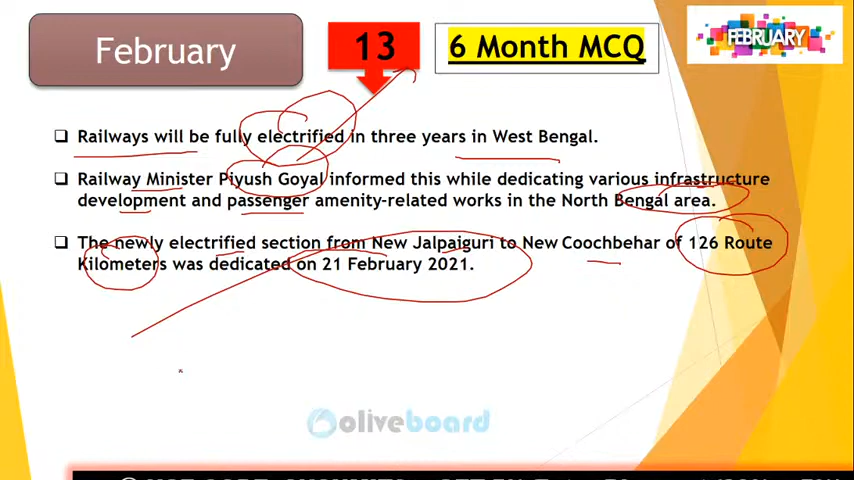 February
13
6 Month MCQ
FEBRUARY
Railways will be fully electrified in three years in West Bengal.
Railway Minister Piyush Goyal informed this while dedicating various infrastructure
development and passenger amenity-related works in the North Bengal area.
The newly electrified section from New Jalpaiguri to New Coochbehar of 126 Route
Kilometers was dedicated on 21 February 2021.
oliveboard